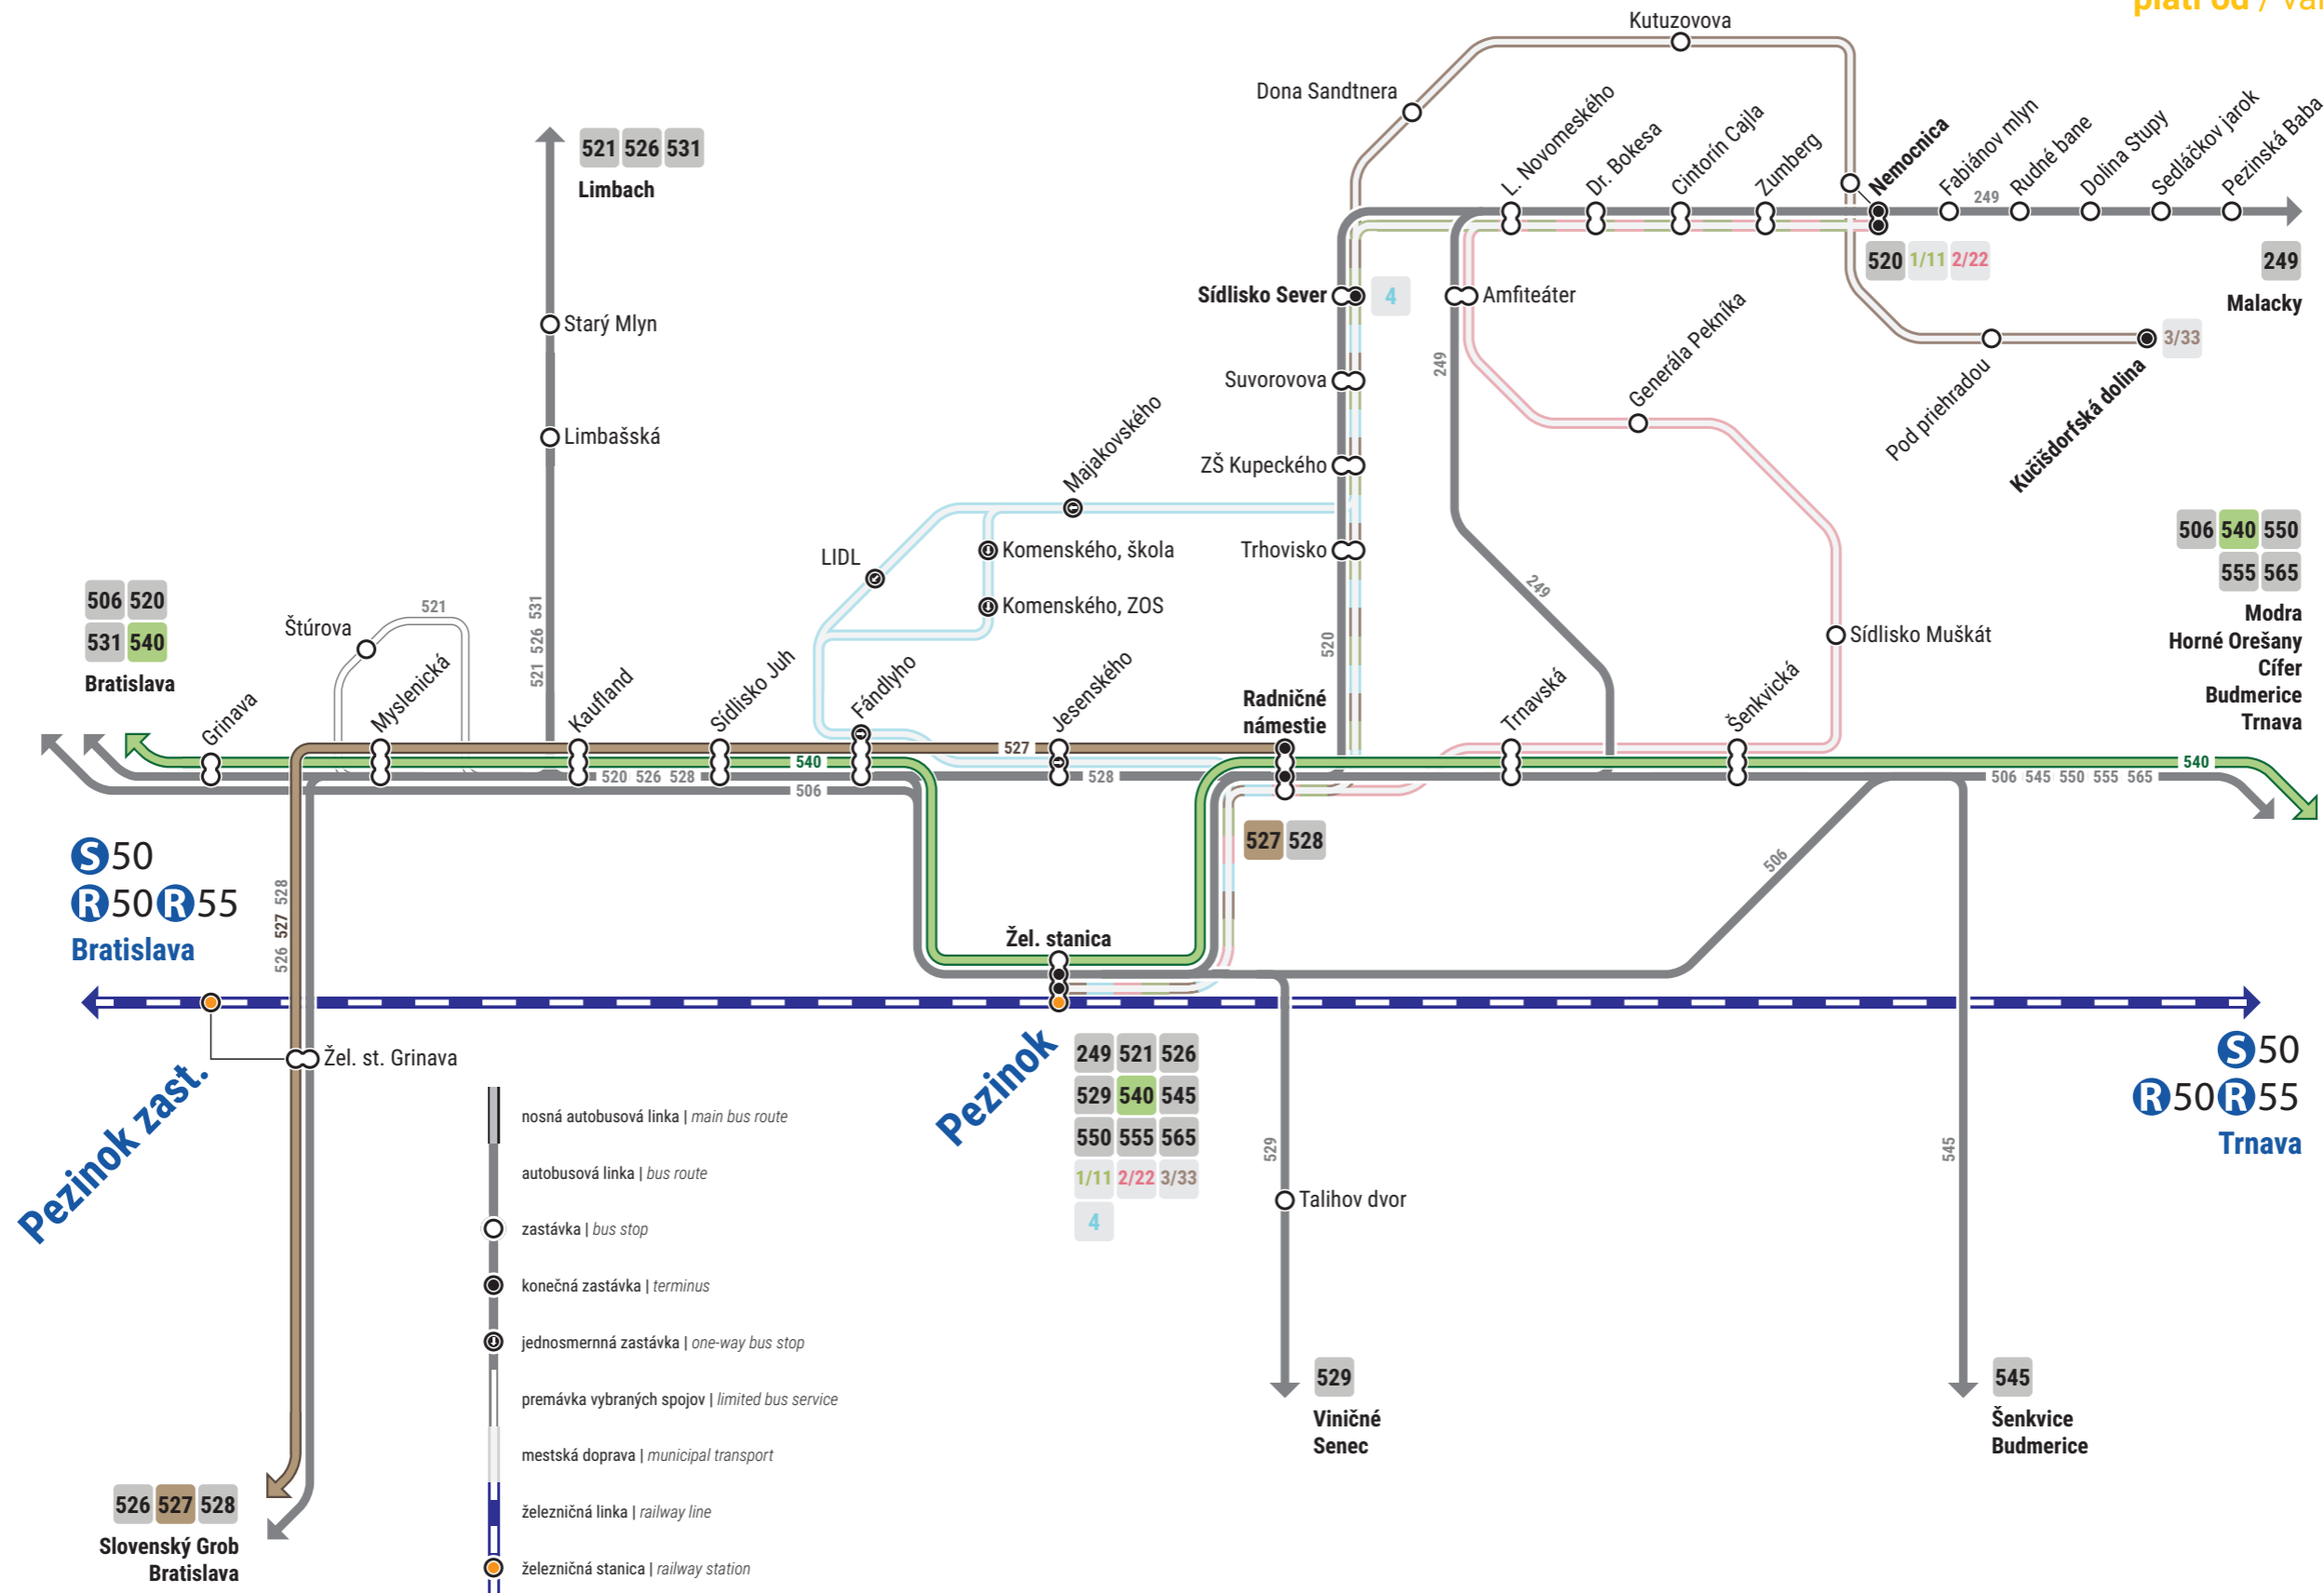 platí od /
Kutuzovova
Dona Sandtnera
L. Novomeského
Dr. Bokesa
Cintorín Cajla
Zumberg
Nemocnica
Fabiánov mlyn
Rudné bane
Dolina Stupy
Sedláčkov jarok
Pezinská Baba
249
521 526 531
Limbach
520 1/11 2/22
249
Malacky
Sídlisko Sever
4
Amfiteáter
Starý Mlyn
Generála Pekníka
3/33
249
Suvorovova
Pod priehradou
Kučišdorfská dolina
Limbašská
Majakovského
ZŠ Kupeckého
506 540 550
555 565
Modra
Horné Orešany
Cífer
Budmerice
Trnava
LIDL
Komenského, škola
Trhovisko
Komenského, ZOS
249
506 520
531 540
Bratislava
521
Štúrova
521 526 531
520
Sídlisko Muškát
Grinava
Myslenická
Kaufland
Sídlisko Juh
Fándlyho
Jesenského
Radničné
námestie
Trnavská
Šenkvická
527
540
540
520 526 528
528
506 545 550 555 565
506
527 528
506
S50
R50R55
Bratislava
526 527 528
Žel. stanica
Žel. st. Grinava
Pezinok zast.
Pezinok
249 521 526
529 540 545
550 555 565
1/11 2/22 3/33
4
S50
R50R55
Trnava
529
545
Talihov dvor
nosná autobusová linka | main bus route
autobusová linka | bus route
zastávka | bus stop
konečná zastávka | terminus
jednosmernná zastávka | one-way bus stop
premávka vybraných spojov | limited bus service
mestská doprava | municipal transport
železničná linka | railway line
železničná stanica | railway station
529
Viničné
Senec
545
Šenkvice
Budmerice
526 527 528
Slovenský Grob
Bratislava